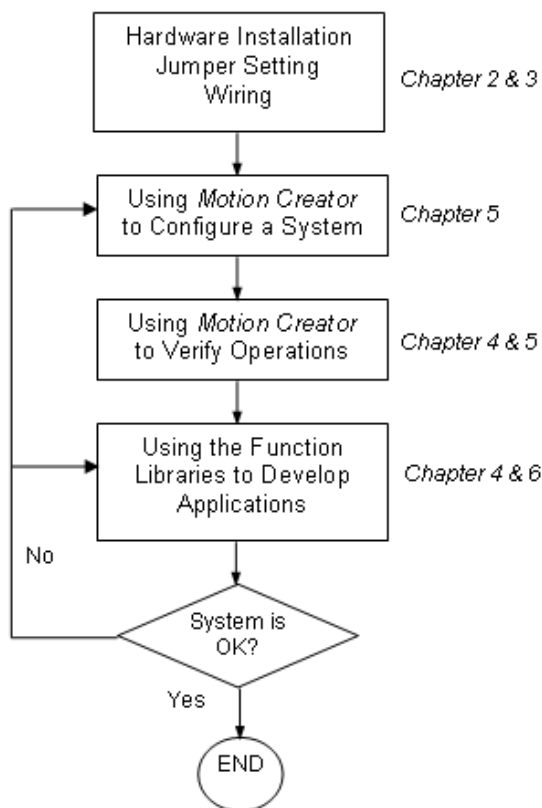 Hardware Installation
Jumper Setting
Wiring
Chapter 2 & 3
Using Motion Creator
to Configure a System
Chapter 5
Using Motion Creator
to Verify Operations
Chapter 4 & 5
Using the Function
Libraries to Develop
Applications
Chapter 4 & 6
No
System is
OK?
Yes
END